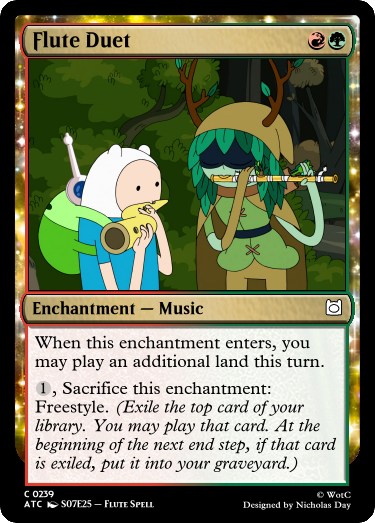 Flute Duet
Enchantment — Music
When this enchantment enters, you
may play an additional land this turn.
1, Sacrifice this enchantment:
Freestyle. (Exile the top card of your
library. You may play that card. At the
beginning of the next end step, if that card
is exiled, put it into your graveyard.)
C 0239
© WotC
ATC S07E25 — Flute Spell
Designed by Nicholas Day